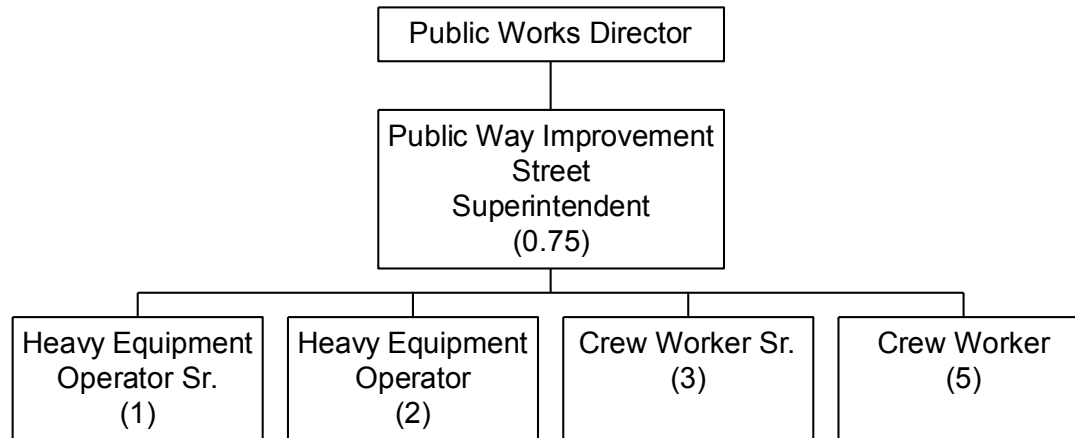 Public Works Director
Public Way Improvement
Street
Superintendent
(0.75)
Heavy Equipment
Operator Sr.
(1)
Heavy Equipment
Operator
(2)
Crew Worker Sr.
(3)
Crew Worker
(5)